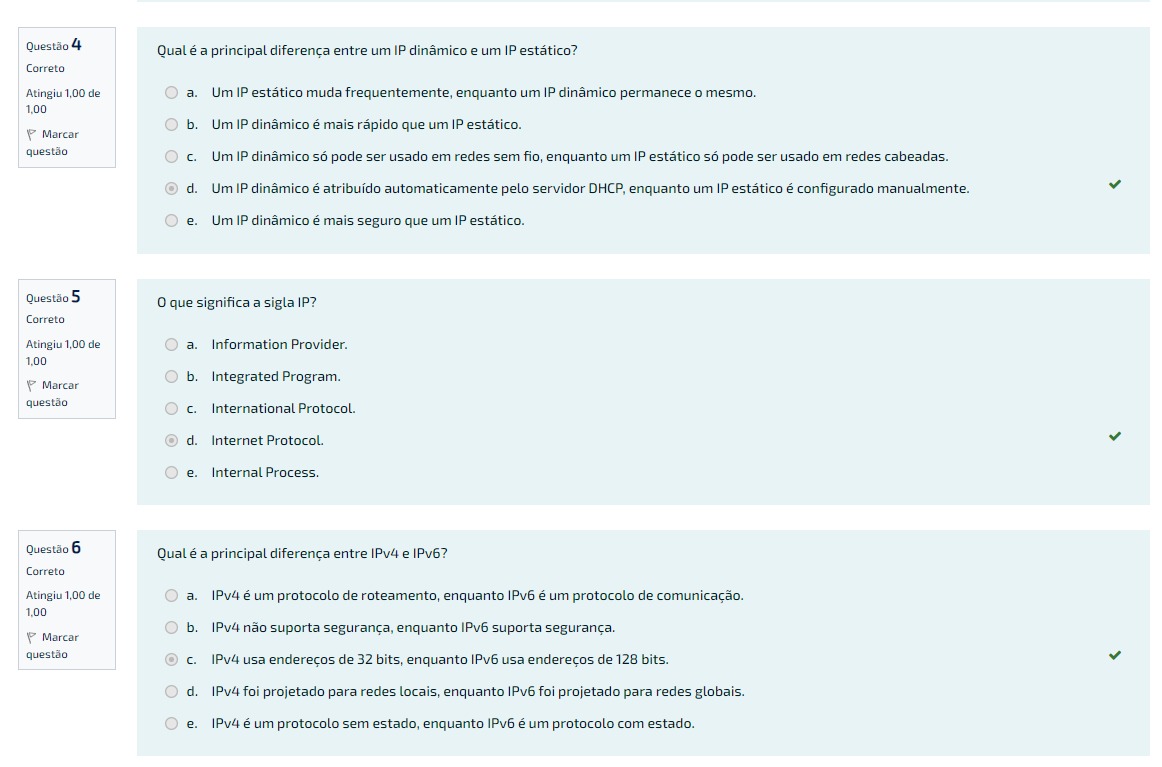 Questão 4
Correto
Atingiu 1,00 de
1,00
Marcar
questão
Qual é a principal diferença entre um IP dinâmico e um IP estático?
a. Um IP estático muda frequentemente, enquanto um IP dinâmico permanece o mesmo.
b. Um IP dinâmico é mais rápido que um IP estático.
c. Um IP dinâmico só pode ser usado em redes sem fio, enquanto um IP estático só pode ser usado em redes cabeadas.
d. Um IP dinâmico é atribuído automaticamente pelo servidor DHCP, enquanto um IP estático é configurado manualmente.
e. Um IP dinâmico é mais seguro que um IP estático.
Questão 5
Correto
Atingiu 1,00 de
1,00
Marcar
questão
O que significa a sigla IP?
a. Information Provider.
b. Integrated Program.
c. International Protocol.
d. Internet Protocol.
e. Internal Process.
Questão 6
Correto
Atingiu 1,00 de
1,00
Marcar
questão
Qual é a principal diferença entre IPv4 e IPv6?
a. IPv4 é um protocolo de roteamento, enquanto IPv6 é um protocolo de comunicação.
b. IPv4 não suporta segurança, enquanto IPv6 suporta segurança.
c. IPv4 usa endereços de 32 bits, enquanto IPv6 usa endereços de 128 bits.
d. IPv4 foi projetado para redes locais, enquanto IPv6 foi projetado para redes globais.
e. IPv4 é um protocolo sem estado, enquanto IPv6 é um protocolo com estado.